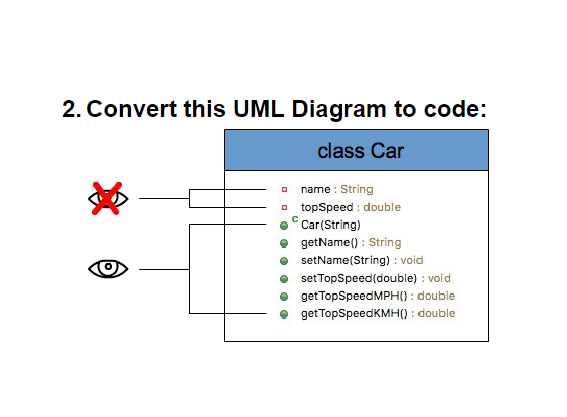 2. Convert this UML Diagram to code:
class Car
name : String
topSpeed : double
C Car(String)
getName() : String
setName(String) : void
setTopSpeed(double) : void
getTopSpeedMPH() : double
getTopSpeedKMH() : double